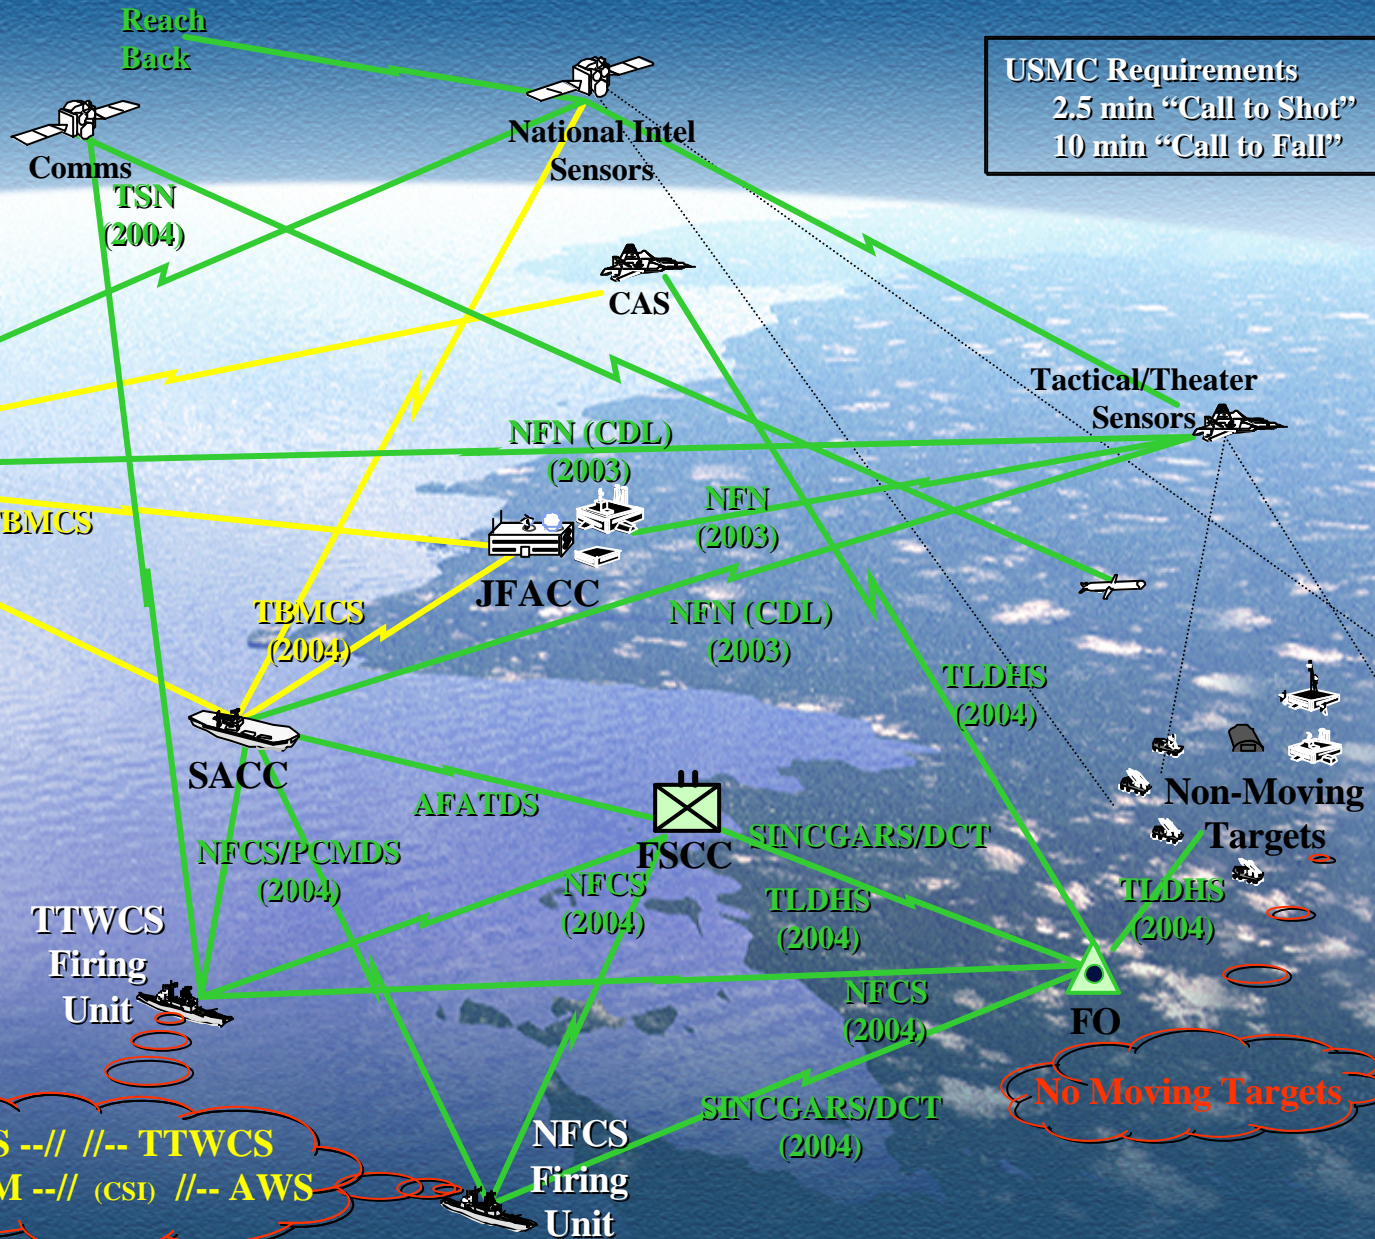 Reach
Back
USMC Requirements
2.5 min “Call to Shot”
10 min “Call to Fall”
National Intel
Sensors
Comms
TSN
(2004)
CAS
Tactical/Theater
Sensors
NFN (CDL)
(2003)
NFN
(2003)
TBMCS
JFACC
TBMCS
(2004)
NFN (CDL)
(2003)
TLDHS
(2004)
SACC
AFATDS
Non-Moving
Targets
SINCGARS/DCT
FSCC
NFCS/PCMDS
(2004)
NFCS
(2004)
TLDHS
(2004)
TLDHS
(2004)
TTWCS
Firing
Unit
NFCS
(2004)
FO
No Moving Targets
SINCGARS/DCT
(2004)
NFCS
Firing
Unit
S --// //-- TTWCS
M --// (CSI) //-- AWS